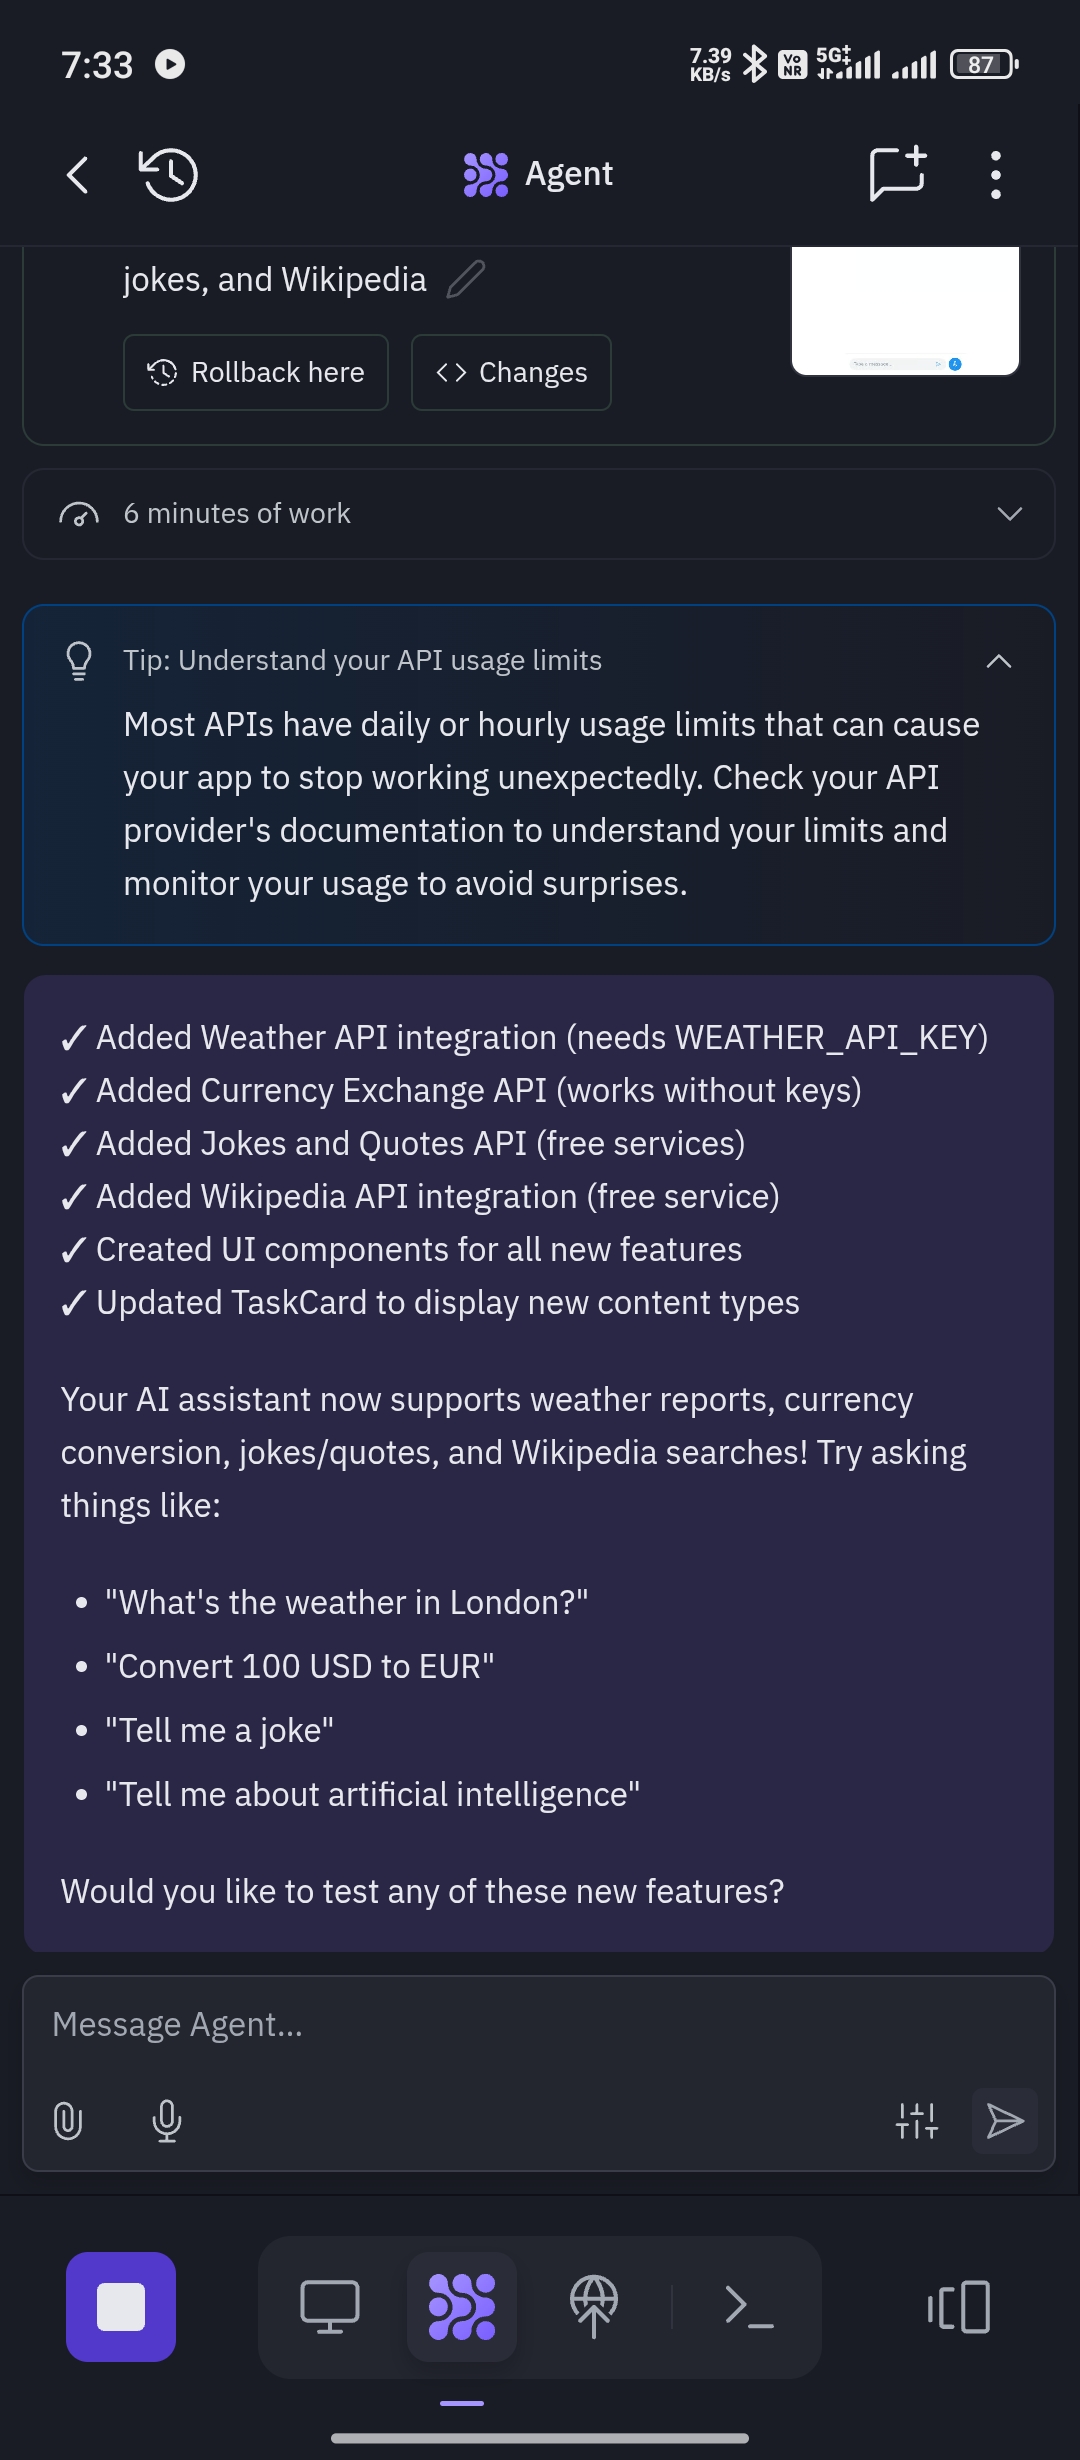 7:33
7.39
KB/s
Vo
NR
5G
87
Agent
jokes, and Wikipedia
Rollback here
Changes
6 minutes of work
Tip: Understand your API usage limits
Most APIs have daily or hourly usage limits that can cause
your app to stop working unexpectedly. Check your API
provider's documentation to understand your limits and
monitor your usage to avoid surprises.
✓ Added Weather API integration (needs WEATHER_API_KEY)
✓ Added Currency Exchange API (works without keys)
✓ Added Jokes and Quotes API (free services)
✓ Added Wikipedia API integration (free service)
✓ Created UI components for all new features
✓ Updated TaskCard to display new content types
Your AI assistant now supports weather reports, currency
conversion, jokes/quotes, and Wikipedia searches! Try asking
things like:
• "What's the weather in London?"
• "Convert 100 USD to EUR"
• "Tell me a joke"
• "Tell me about artificial intelligence"
Would you like to test any of these new features?
Message Agent...